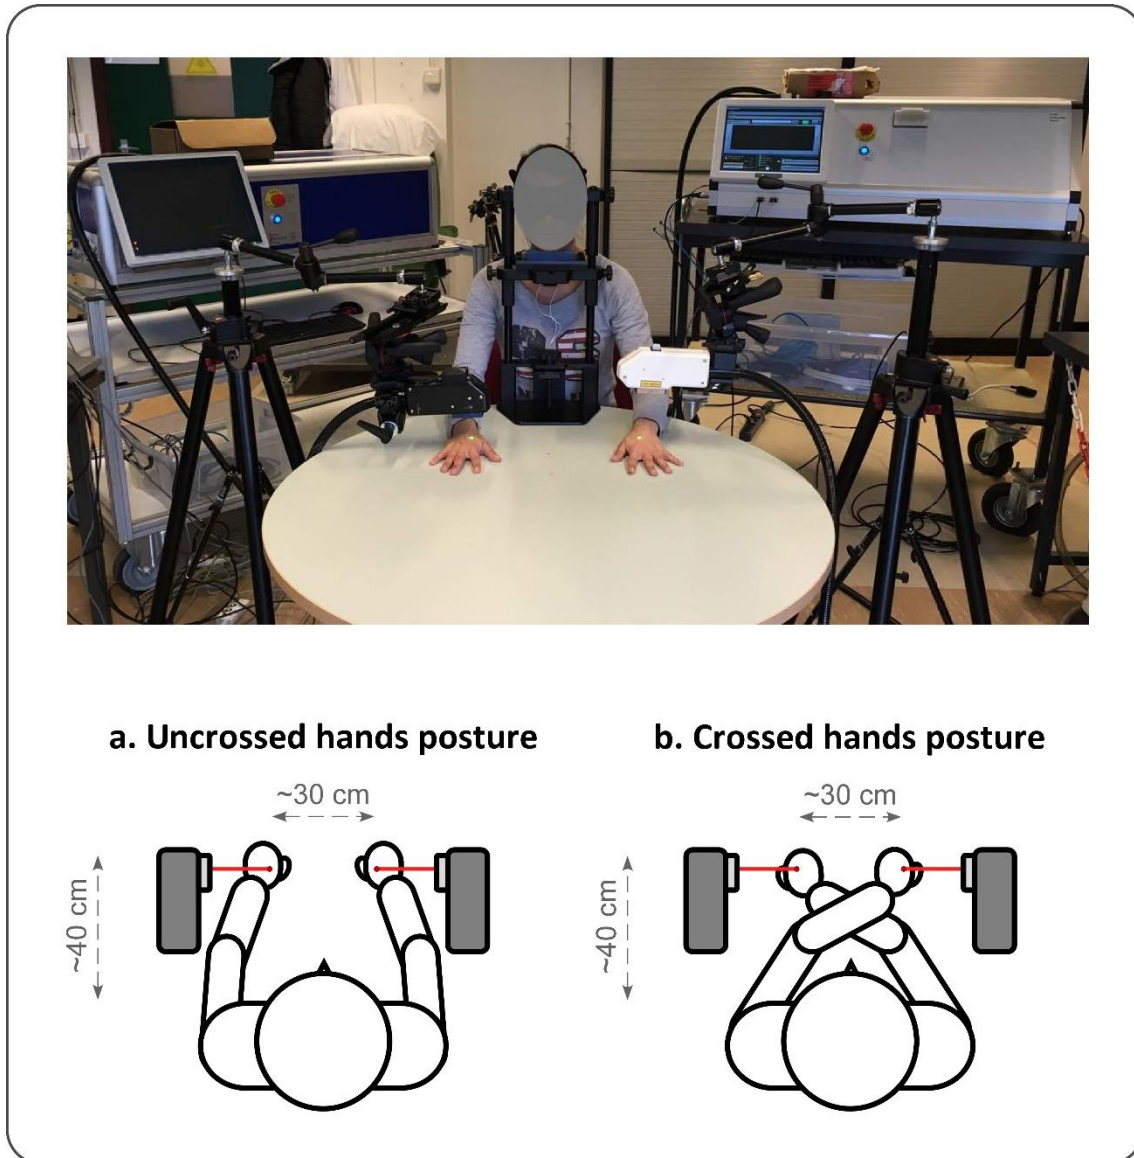 a. Uncrossed hands posture
b. Crossed hands posture
~30 cm
~30 cm
~40 cm
~40 cm